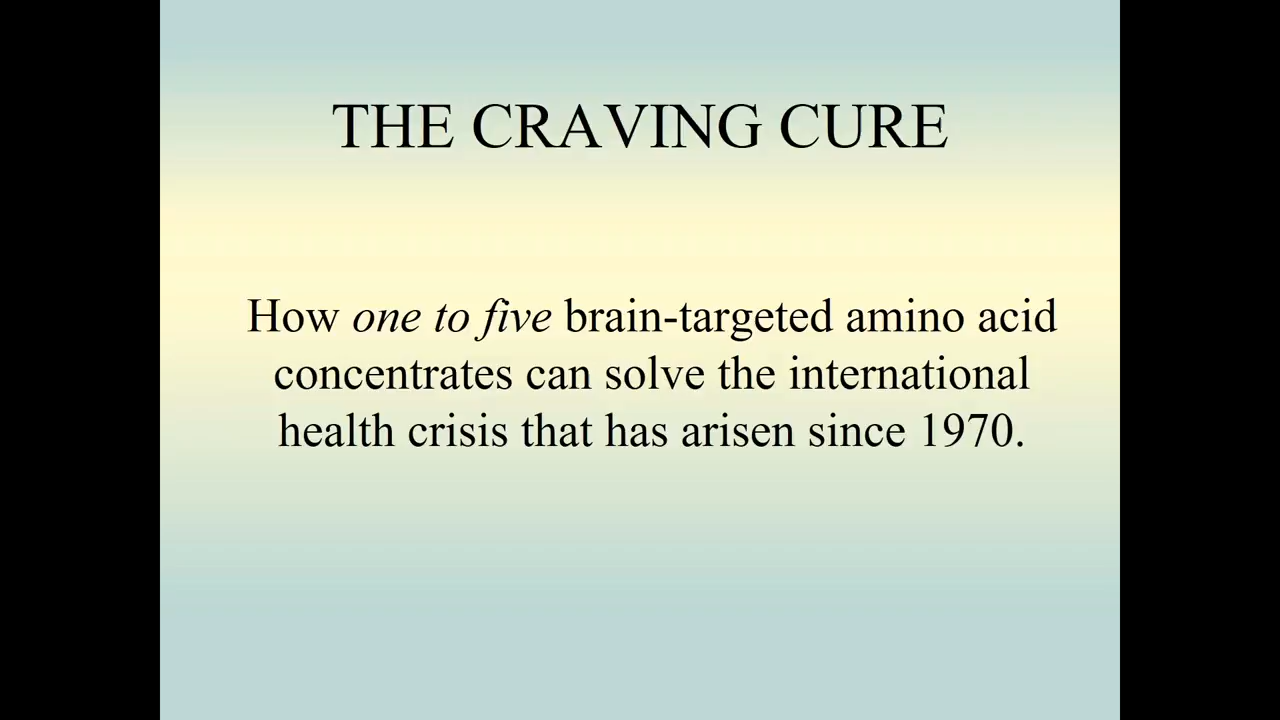 THE CRAVING CURE
How one to five brain-targeted amino acid
concentrates can solve the international
health crisis that has arisen since 1970.